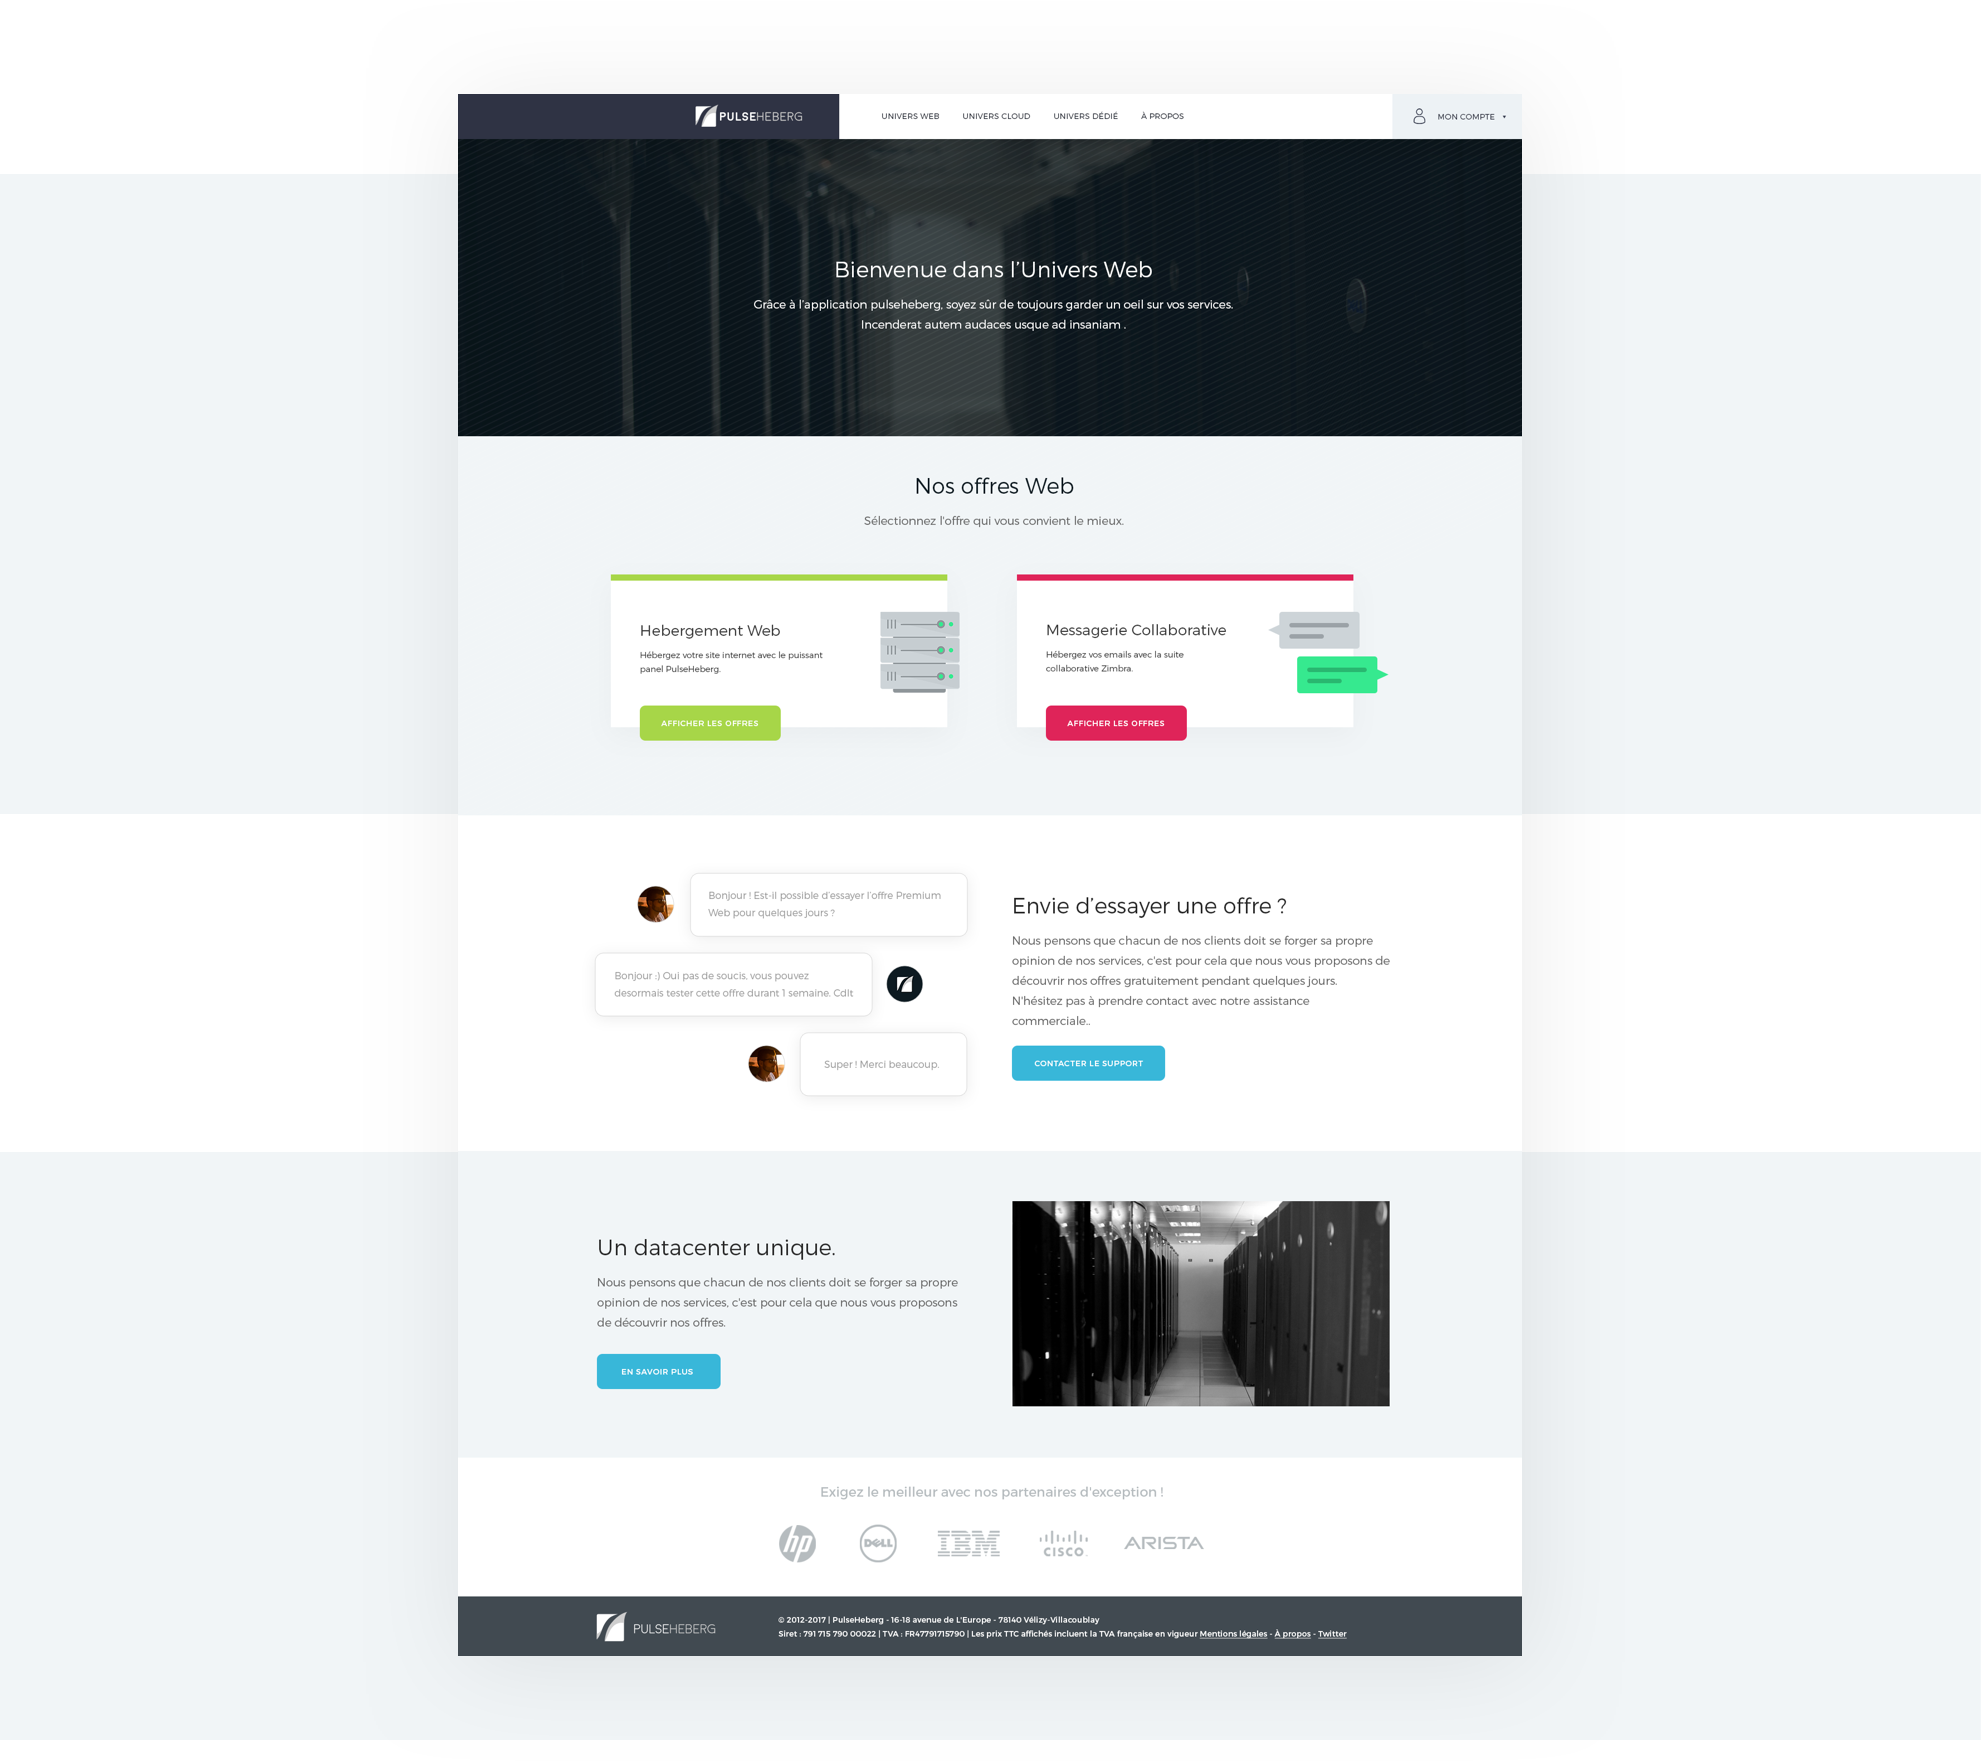 PULSEHEBERG
UNIVERS WEB
UNIVERS CLOUD
UNIVERS DÉDIÉ
À PROPOS
MON COMPTE
Bienvenue dans l’Univers Web
Grâce à l'application pulseheberg, soyez sûr de toujours garder un oeil sur vos services.
Incenderat autem audaces usque ad insaniam .
Nos offres Web
Sélectionnez l'offre qui vous convient le mieux.
Hebergement Web
Hébergez votre site internet avec le puissant
panel PulseHeberg.
AFFICHER LES OFFRES
Messagerie Collaborative
Hébergez vos emails avec la suite
collaborative Zimbra.
AFFICHER LES OFFRES
Bonjour ! Est-il possible d'essayer l'offre Premium
Web pour quelques jours ?
Bonjour :) Oui pas de soucis, vous pouvez
desormais tester cette offre durant 1 semaine. Cdlt
Super ! Merci beaucoup.
Envie d’essayer une offre ?
Nous pensons que chacun de nos clients doit se forger sa propre
opinion de nos services, c'est pour cela que nous vous proposons de
découvrir nos offres gratuitement pendant quelques jours.
N'hésitez pas à prendre contact avec notre assistance
commerciale..
CONTACTER LE SUPPORT
Un datacenter unique.
Nous pensons que chacun de nos clients doit se forger sa propre
opinion de nos services, c'est pour cela que nous vous proposons
de découvrir nos offres.
EN SAVOIR PLUS
Exigez le meilleur avec nos partenaires d'exception !
hp
DELL
IBM
CISCO
ARISTA
PULSEHEBERG
© 2012-2017 | PulseHeberg - 16-18 avenue de L'Europe - 78140 Vélizy-Villacoublay
Siret : 791 715 790 00022 | TVA : FR47791715790 | Les prix TTC affichés incluent la TVA française en vigueur Mentions légales - À propos - Twitter